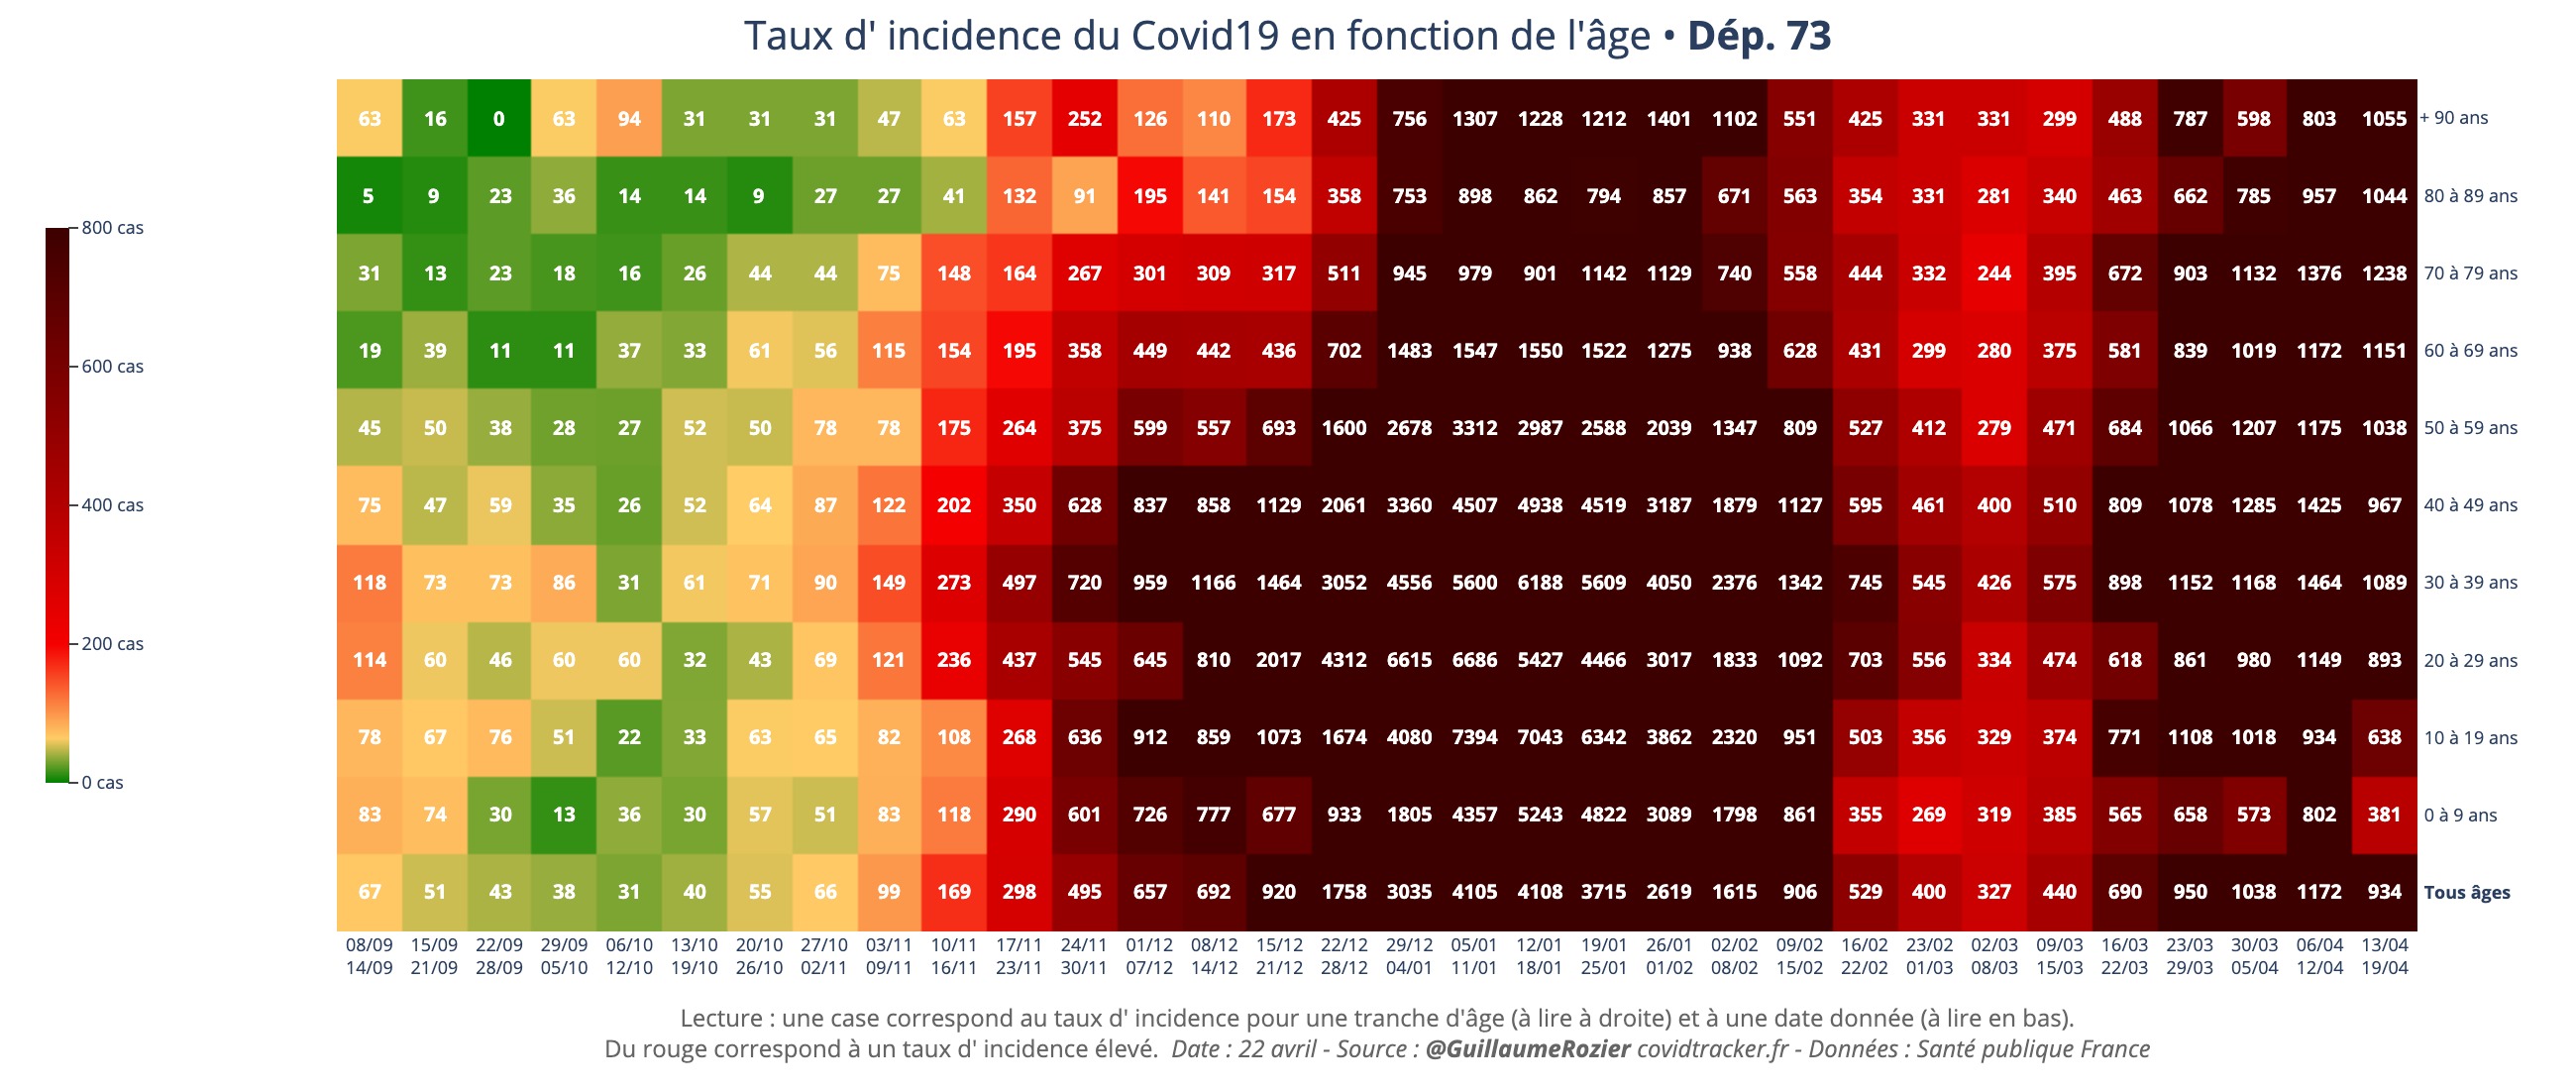 Taux d' incidence du Covid19 en fonction de l'âge • Dép. 73
63 16 0 63 94 31 31 31 47 63 157 252 126 110 173 425 756 1307 1228 1212 1401 1102 551 425 331 331 299 488 787 598 803 1055 + 90 ans
5 9 23 36 14 14 9 27 27 41 132 91 195 141 154 358 753 898 862 794 857 671 563 354 331 281 340 463 662 785 957 1044 80 à 89 ans
800 cas
31 13 23 18 16 26 44 44 75 148 164 267 301 309 317 511 945 979 901 1142 1129 740 558 444 332 244 395 672 903 1132 1376 1238 70 à 79 ans
19 39 11 11 37 33 61 56 115 154 195 358 449 442 436 702 1483 1547 1550 1522 1275 938 628 431 299 280 375 581 839 1019 1172 1151 60 à 69 ans
600 cas
45 50 38 28 27 52 50 78 78 175 264 375 599 557 693 1600 2678 3312 2987 2588 2039 1347 809 527 412 279 471 684 1066 1207 1175 1038 50 à 59 ans
400 cas
75 47 59 35 26 52 64 87 122 202 350 628 837 858 1129 2061 3360 4507 4938 4519 3187 1879 1127 595 461 400 510 809 1078 1285 1425 967 40 à 49 ans
118 73 73 86 31 61 71 90 149 273 497 720 959 1166 1464 3052 4556 5600 6188 5609 4050 2376 1342 745 545 426 575 898 1152 1168 1464 1089 30 à 39 ans
200 cas
114 60 46 60 60 32 43 69 121 236 437 545 645 810 2017 4312 6615 6686 5427 4466 3017 1833 1092 703 556 334 474 618 861 980 1149 893 20 à 29 ans
78 67 76 51 22 33 63 65 82 108 268 636 912 859 1073 1674 4080 7394 7043 6342 3862 2320 951 503 356 329 374 771 1108 1018 934 638 10 à 19 ans
0 cas
83 74 30 13 36 30 57 51 83 118 290 601 726 777 677 933 1805 4357 5243 4822 3089 1798 861 355 269 319 385 565 658 573 802 381 0 à 9 ans
67 51 43 38 31 40 55 66 99 169 298 495 657 692 920 1758 3035 4105 4108 3715 2619 1615 906 529 400 327 440 690 950 1038 1172 934 Tous âges
08/09 15/09 22/09 29/09 06/10 13/10 20/10 27/10 03/11 10/11 17/11 24/11 01/12 08/12 15/12 22/12 29/12 05/01 12/01 19/01 26/01 02/02 09/02 16/02 23/02 02/03 09/03 16/03 23/03 30/03 06/04 13/04
14/09 21/09 28/09 05/10 12/10 19/10 26/10 02/11 09/11 16/11 23/11 30/11 07/12 14/12 21/12 28/12 04/01 11/01 18/01 25/01 01/02 08/02 15/02 22/02 01/03 08/03 15/03 22/03 29/03 05/04 12/04 19/04
Lecture : une case correspond au taux d' incidence pour une tranche d'âge (à lire à droite) et à une date donnée (à lire en bas).
Du rouge correspond à un taux d' incidence élevé. Date : 22 avril - Source : @GuillaumeRozier covidtracker.fr - Données : Santé publique France